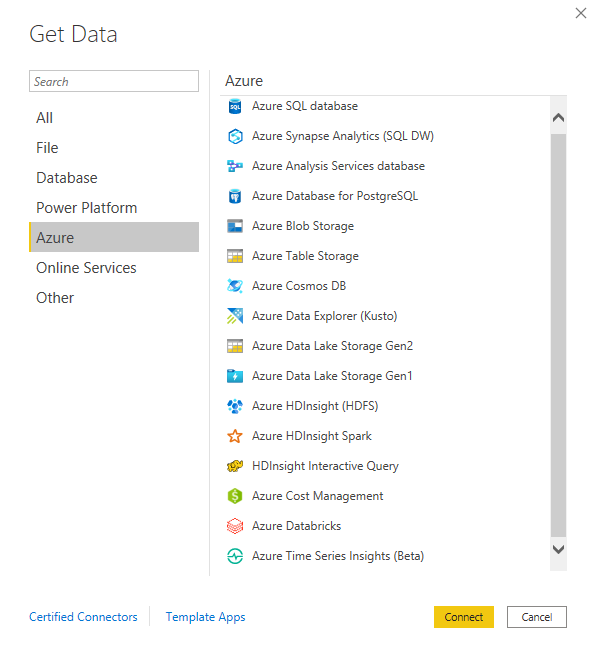 Get Data
Search
All
File
Database
Power Platform
Azure
Online Services
Other
Azure
Azure SQL database
Azure Synapse Analytics (SQL DW)
Azure Analysis Services database
Azure Database for PostgreSQL
Azure Blob Storage
Azure Table Storage
Azure Cosmos DB
Azure Data Explorer (Kusto)
Azure Data Lake Storage Gen2
Azure Data Lake Storage Gen1
Azure HDInsight (HDFS)
Azure HDInsight Spark
HDInsight Interactive Query
Azure Cost Management
Azure Databricks
Azure Time Series Insights (Beta)
Certified Connectors
Template Apps
Connect
Cancel